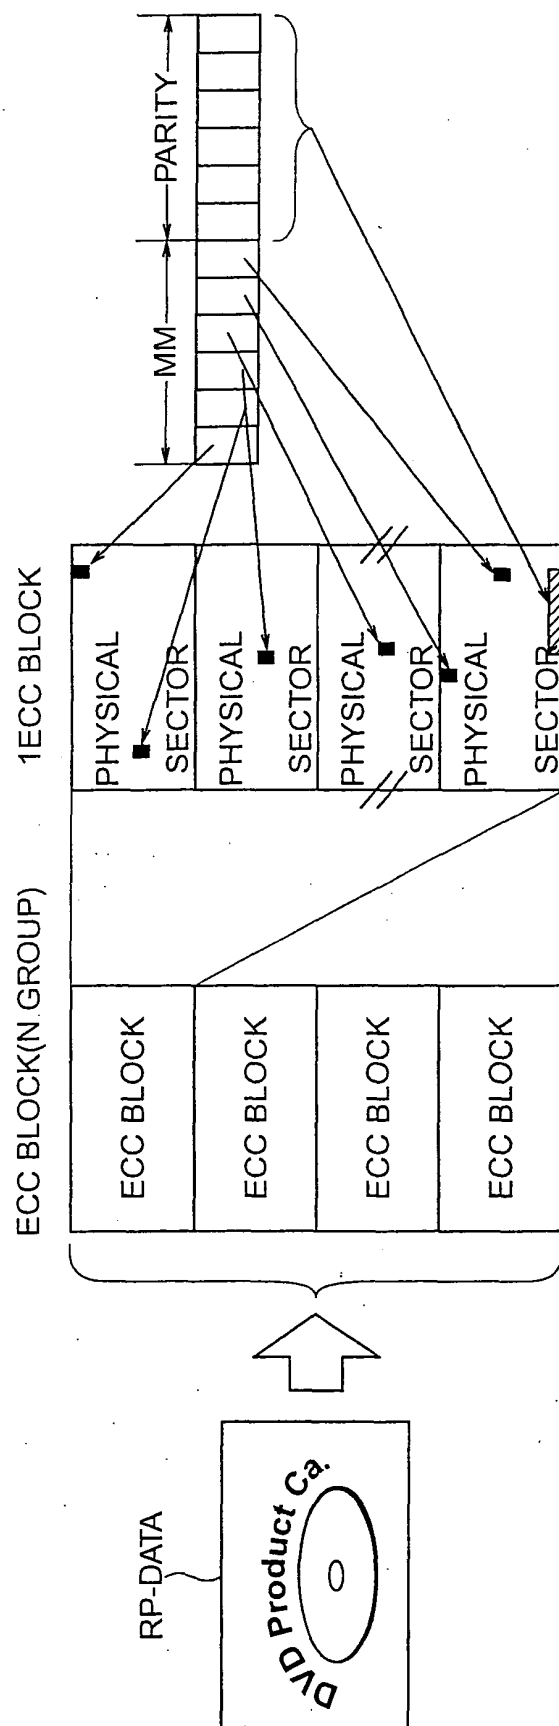 RP-DATA
DVD Product Ca.
ECC BLOCK(N.GROUP)
ECC BLOCK
ECC BLOCK
ECC BLOCK
ECC BLOCK
1ECC BLOCK
PHYSICAL
SECTOR
PHYSICAL
SECTOR
PHYSICAL
SECTOR
PHYSICAL
SECTOR
MM
PARITY